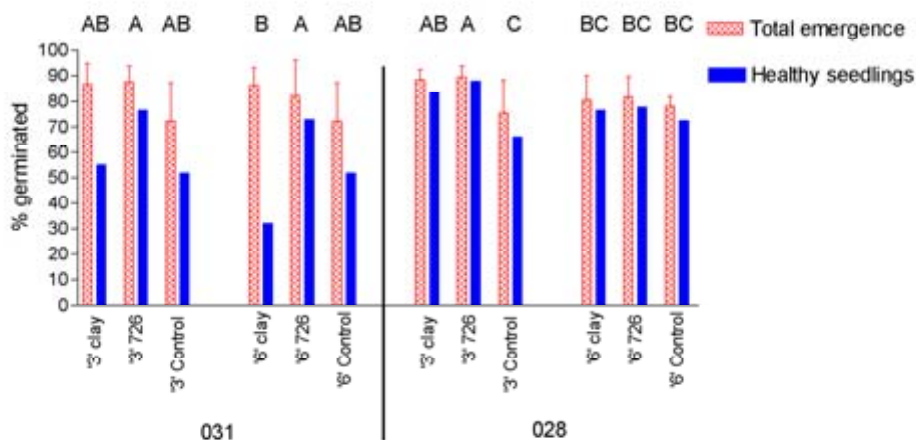 AB A AB B A AB AB A C BC BC BC
Total emergence
Healthy seedlings
% germinated
100
90
80
70
60
50
40
30
20
10
0
'3' clay
'3' 726
'3' Control
'6' clay
'6' 726
'6' Control
'3' clay
'3' 726
'3' Control
'6' clay
'6' 726
'6' Control
031
028